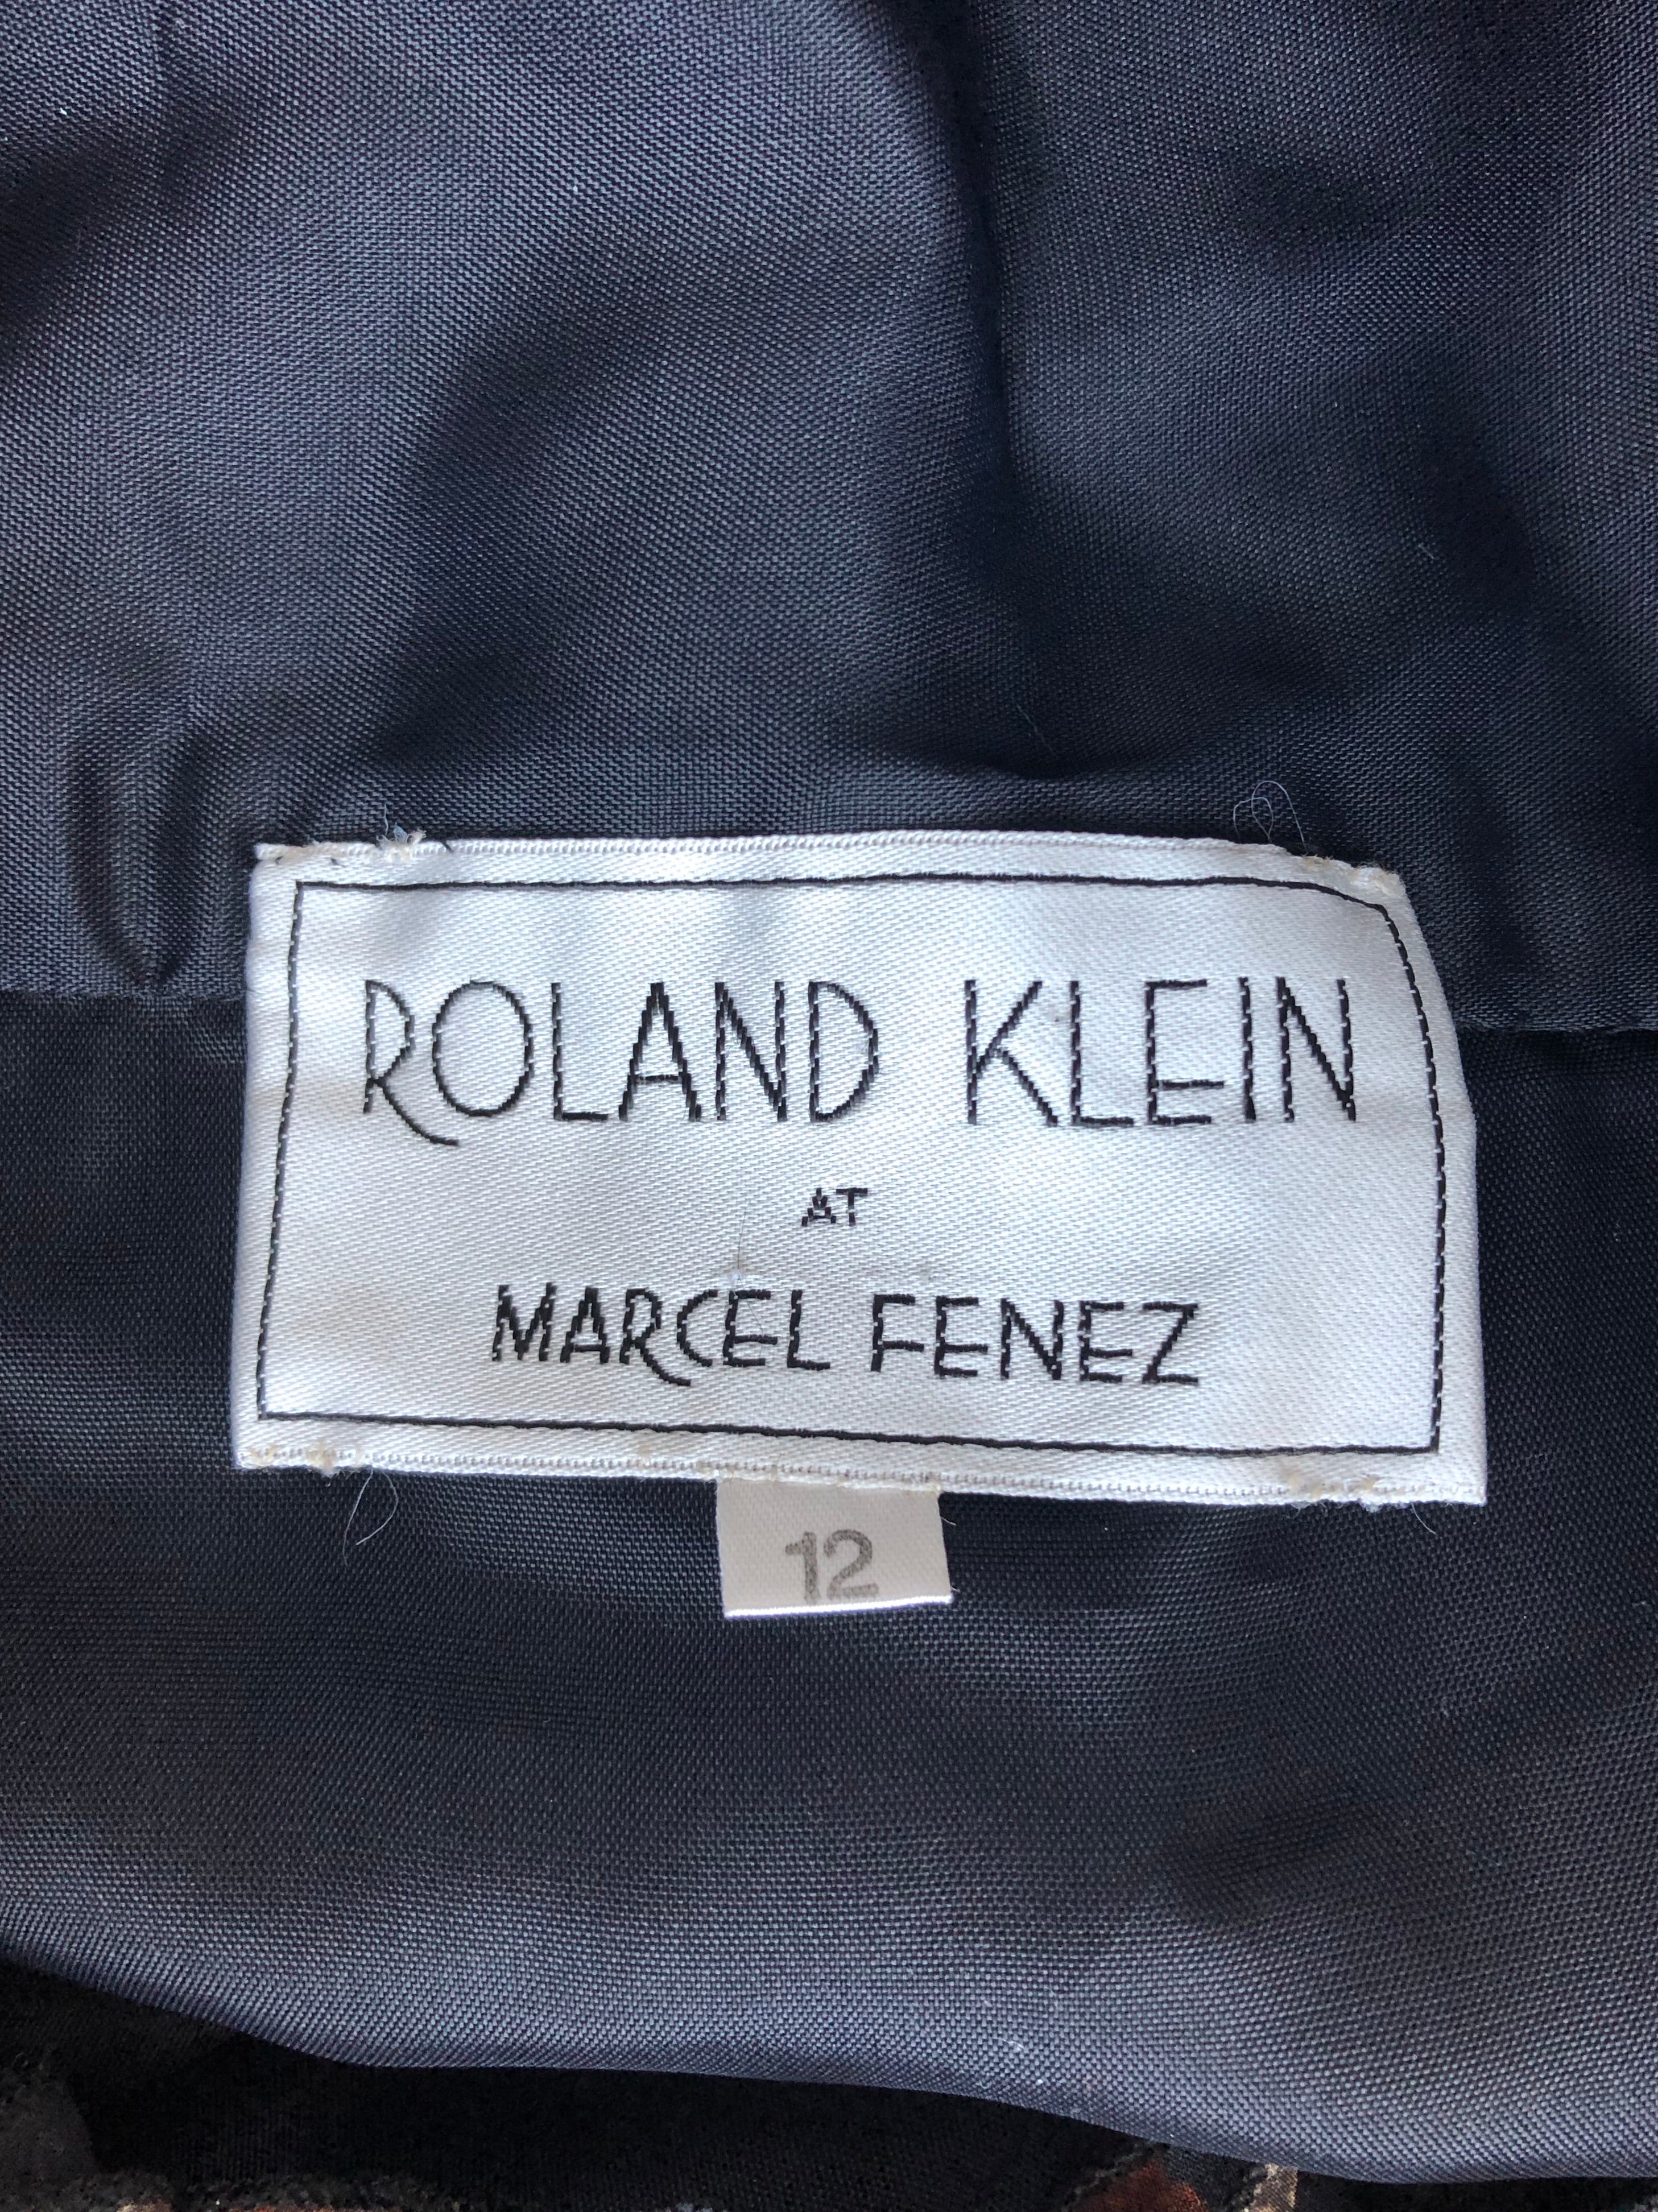 ROLAND KLEIN
AT
MARCEL FENEZ
12